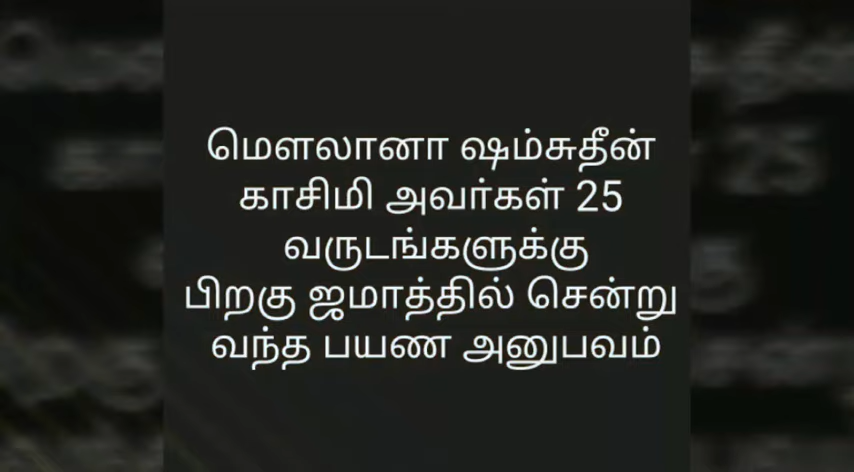 மௌலானா ஷம்சுதீன்
காசிமி அவர்கள் 25
வருடங்களுக்கு
பிறகு ஜமாத்தில் சென்று
வந்த பயண அனுபவம்